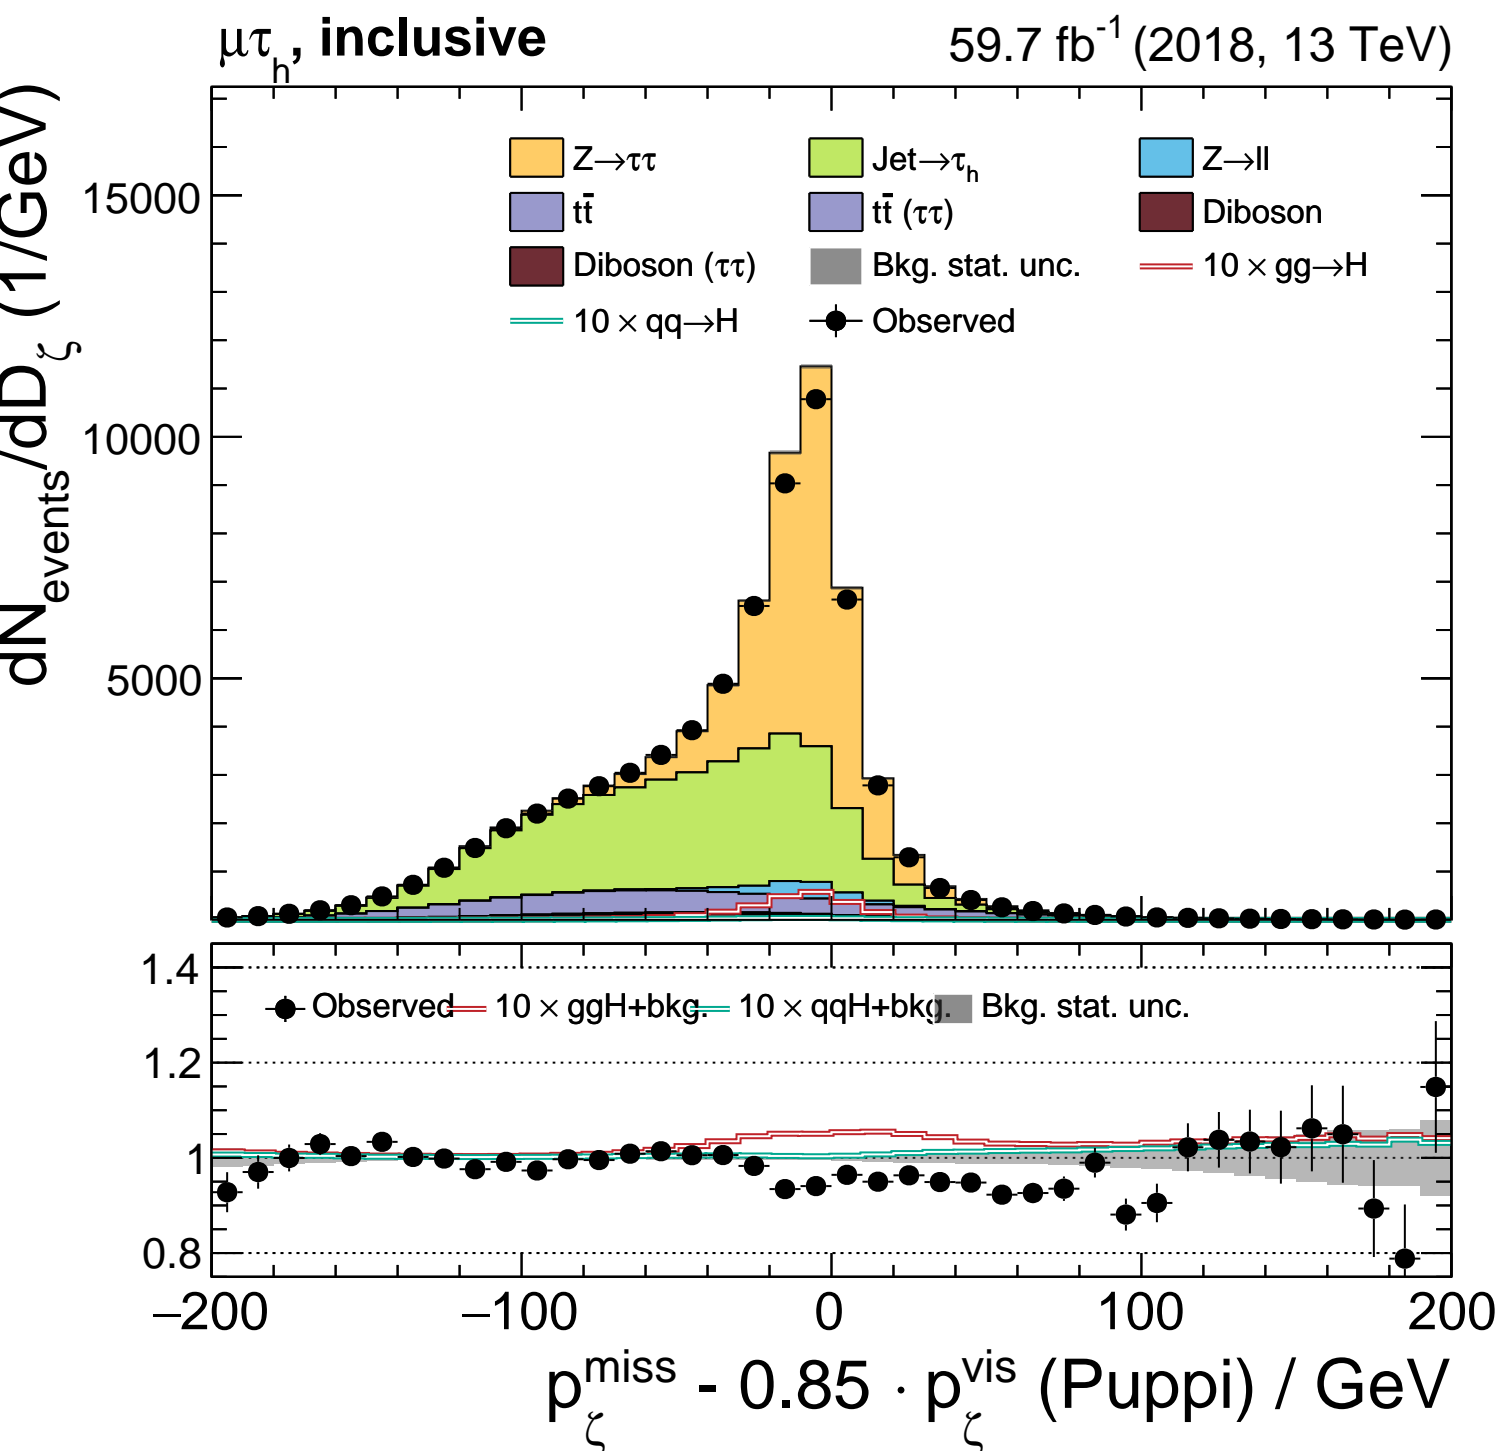 μτh, inclusive 59.7 fb-1 (2018, 13 TeV)
dNevents/dDζ (1/GeV)
15000
10000
5000
Z→ττ Jet→τh Z→ll
tt̄ tt̄ (ττ) Diboson
Diboson (ττ) Bkg. stat. unc. 10 × gg→H
10 × qq→H Observed
1.4
1.2
1
0.8
Observed 10 × ggH+bkg. 10 × qqH+bkg. Bkg. stat. unc.
−200 −100 0 100 200
pζmiss - 0.85 · pζvis (Puppi) / GeV